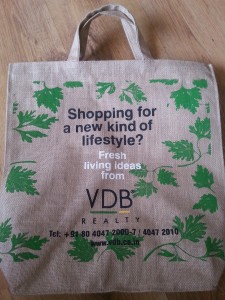 Shopping for
a new kind of
lifestyle?
Fresh
living ideas
from
VDB
REALTY
Tel: +91 80 4047 2000-7 | 4047 2010
www.vdb.co.in